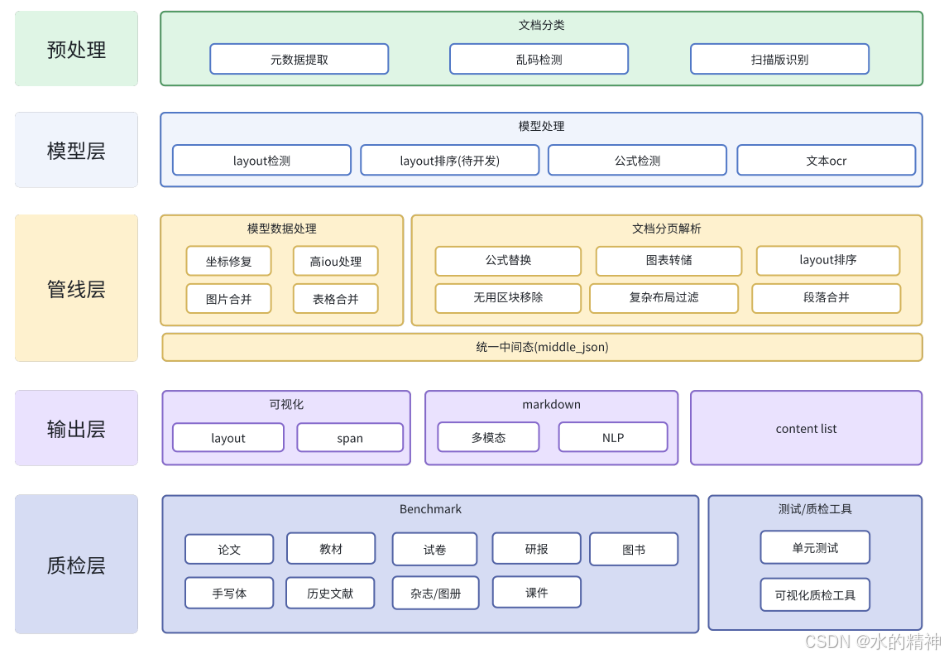 预处理
文档分类
元数据提取
乱码检测
扫描版识别
模型层
模型处理
layout检测
layout排序(待开发)
公式检测
文本ocr
管线层
模型数据处理
坐标修复
高iou处理
图片合并
表格合并
文档分页解析
公式替换
图表转储
layout排序
无用区块移除
复杂布局过滤
段落合并
统一中间态(middle_json)
输出层
可视化
layout
span
markdown
多模态
NLP
content list
质检层
Benchmark
论文
教材
试卷
研报
图书
手写体
历史文献
杂志/图册
课件
测试/质检工具
单元测试
可视化质检工具
CSDN @水的精神